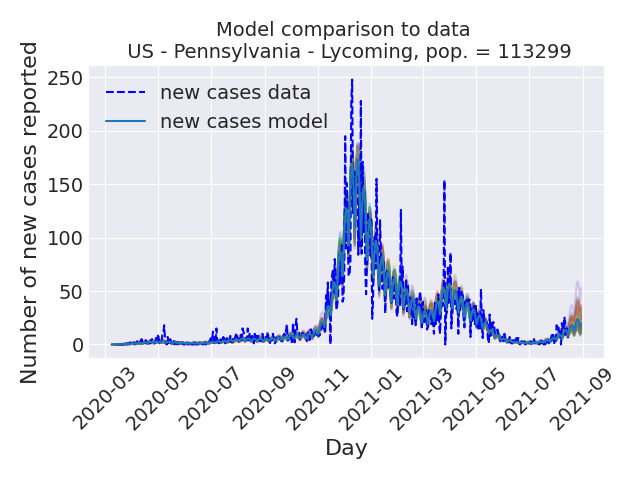 Model comparison to data
US - Pennsylvania - Lycoming, pop. = 113299
Number of new cases reported
250
200
150
100
50
0
new cases data
new cases model
2020-03
2020-05
2020-07
2020-09
2020-11
2021-01
2021-03
2021-05
2021-07
2021-09
Day